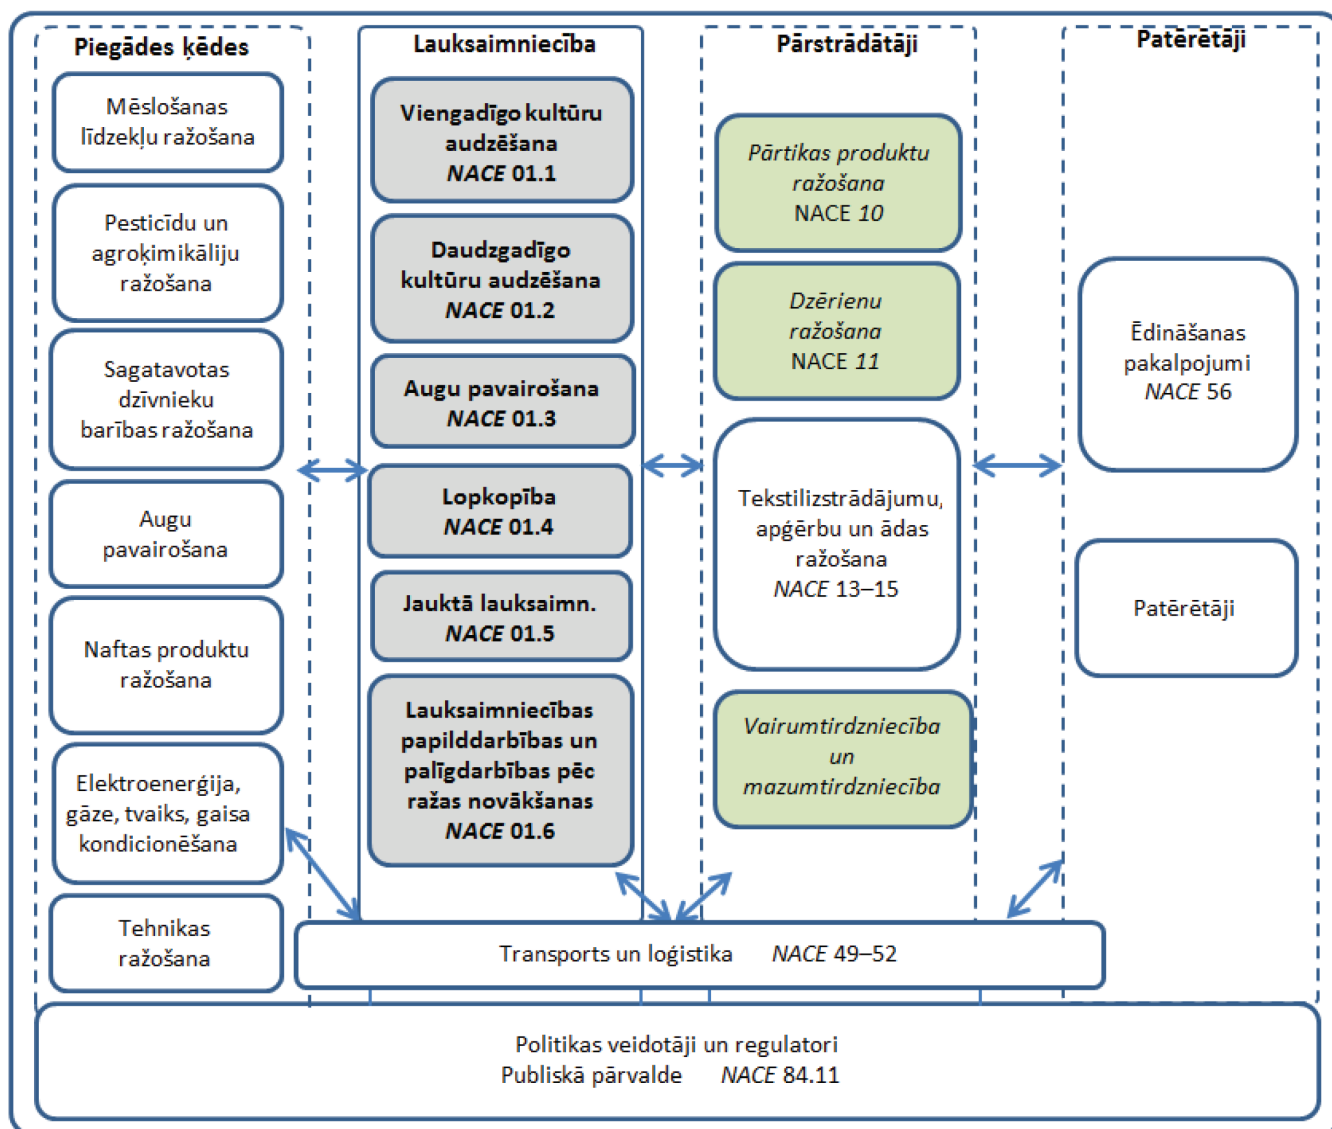 Piegādes ķēdes
Mēslošanas
līdzekļu ražošana
Pesticīdu un
agroķimikāliju
ražošana
Sagatavotas
dzīvnieku
barības ražošana
Augu
pavairošana
Naftas produktu
ražošana
Elektroenerģija,
gāze, tvaiks, gaisa
kondicionēšana
Tehnikas
ražošana
Lauksaimniecība
Viengadīgo kultūru
audzēšana
NACE 01.1
Daudzgadīgo
kultūru audzēšana
NACE 01.2
Augu pavairošana
NACE 01.3
Lopkopība
NACE 01.4
Jauktā lauksaimn.
NACE 01.5
Lauksaimniecības
papilddarbības un
palīgdarbības pēc
ražas novākšanas
NACE 01.6
Pārstrādātāji
Pārtikas produktu
ražošana
NACE 10
Dzērienu
ražošana
NACE 11
Tekstilizstrādājumu,
apģērbu un ādas
ražošana
NACE 13–15
Vairumtirdzniecība
un
mazumtirdzniecība
Patērētāji
Ēdināšanas
pakalpojumi
NACE 56
Patērētāji
Transports un loģistika NACE 49–52
Politikas veidotāji un regulatori
Publiskā pārvalde NACE 84.11